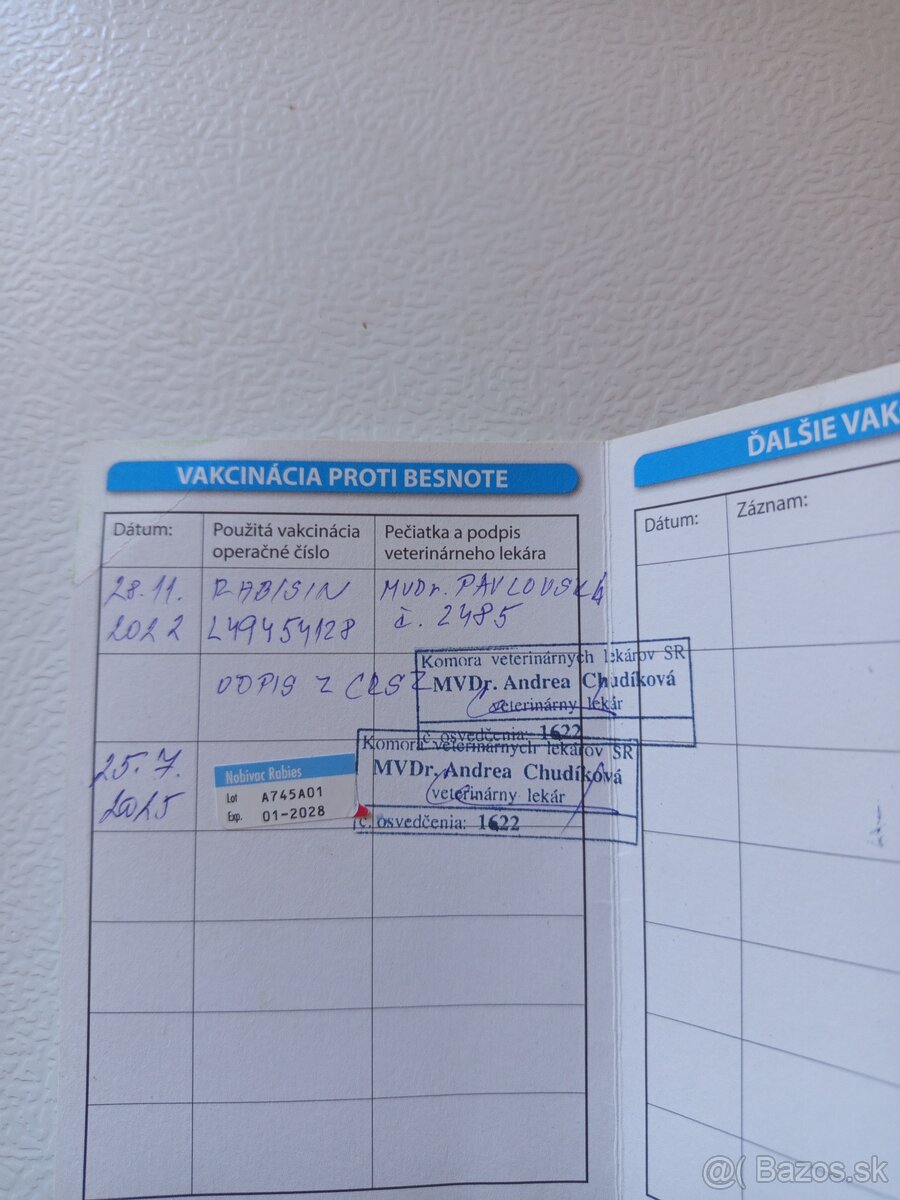 VAKCINÁCIA PROTI BESNOTE
Dátum:
Použitá vakcinácia
operačné číslo
Pečiatka a podpis
veterinárneho lekára
28.11.
2022
RABISIN
L49454128
MVDr. PAVLOVSKÁ
č. 2485
ODPIS Z CRSZ
Komora veterinárnych lekárov SR
MVDr. Andrea Chudíková
veterinárny lekár
č. osvedčenia: 1622
25.7.
2025
Nobivac Rabies
Lot A745A01
Exp. 01-2028
Komora veterinárnych lekárov SR
MVDr. Andrea Chudíková
veterinárny lekár
č. osvedčenia: 1622
ĎALŠIE VAK
Dátum:
Záznam:
@( Bazos.sk